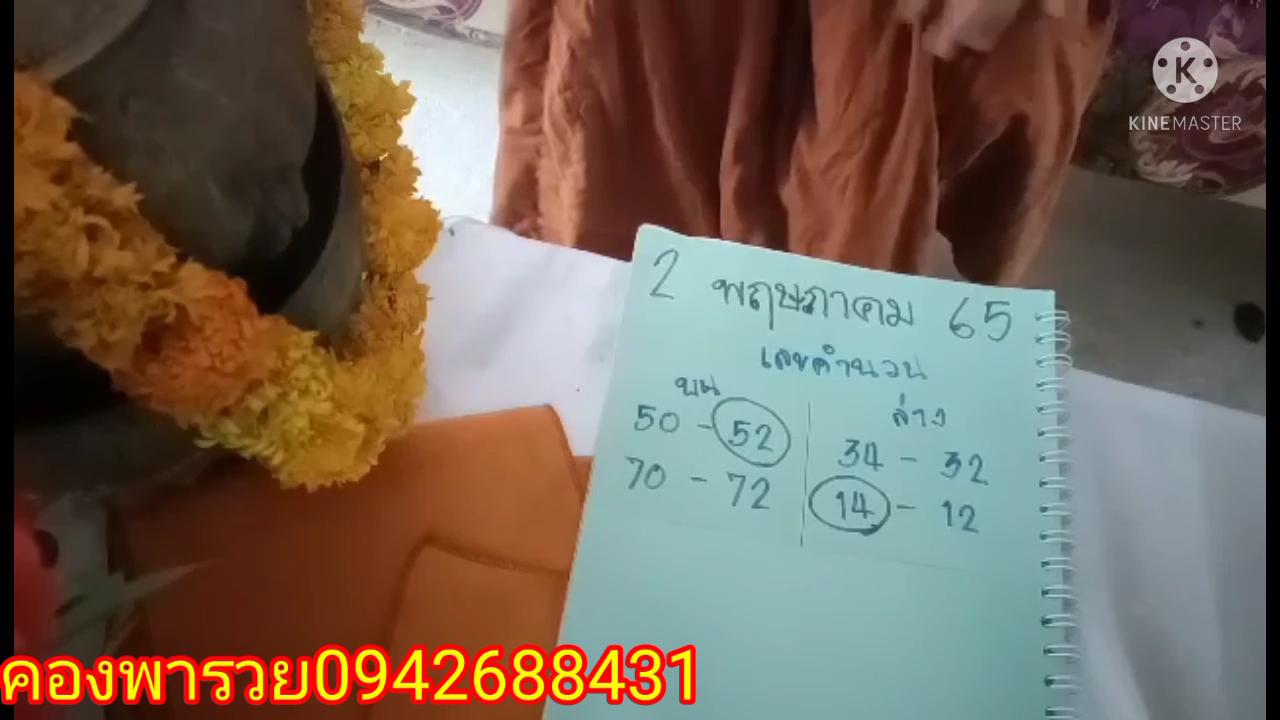 KINEMASTER
2 พฤษภาคม 65
เลขคำนวน
บน
50 - 52
70 - 72
ล่าง
34 - 32
14 - 12
คองพารวย0942688431